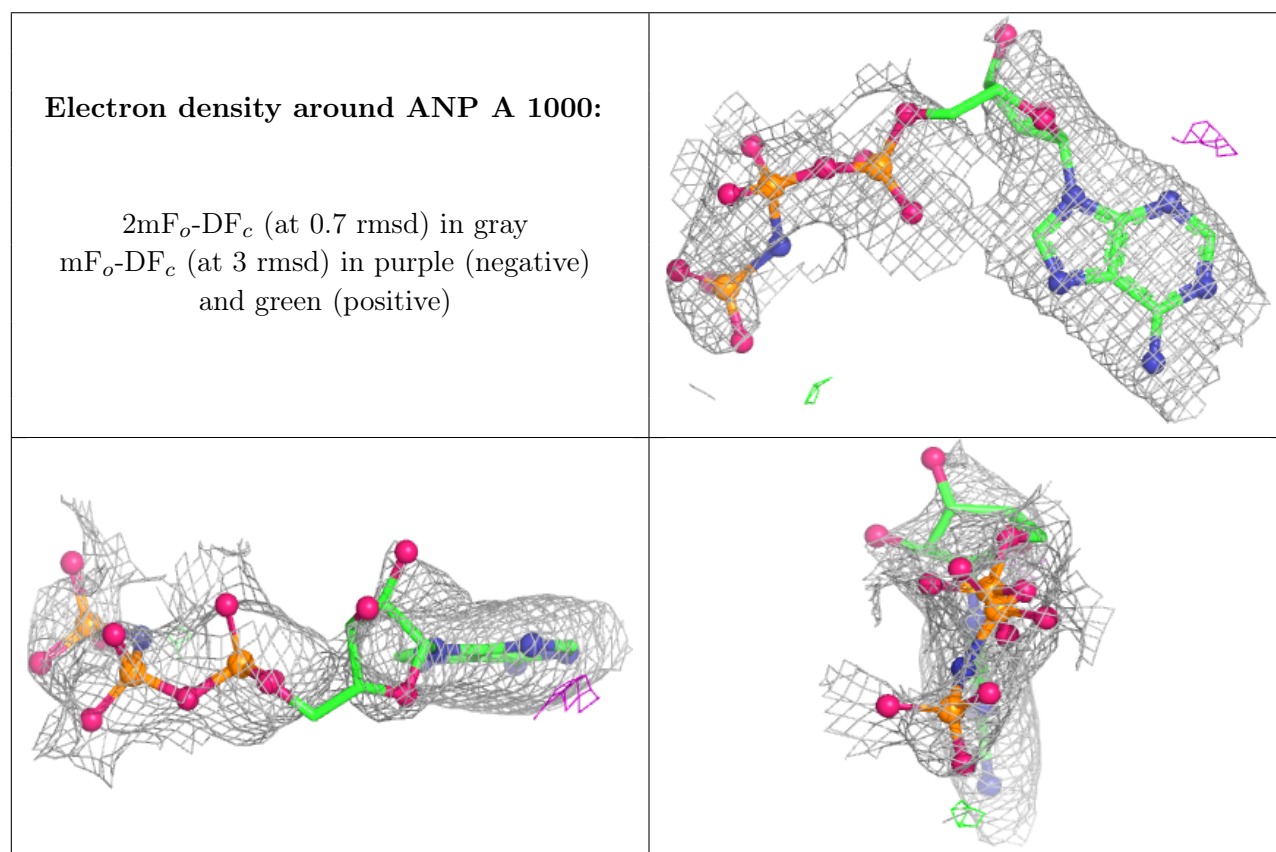 Electron density around ANP A 1000:
2mFo-DFc (at 0.7 rmsd) in gray
mFo-DFc (at 3 rmsd) in purple (negative)
and green (positive)